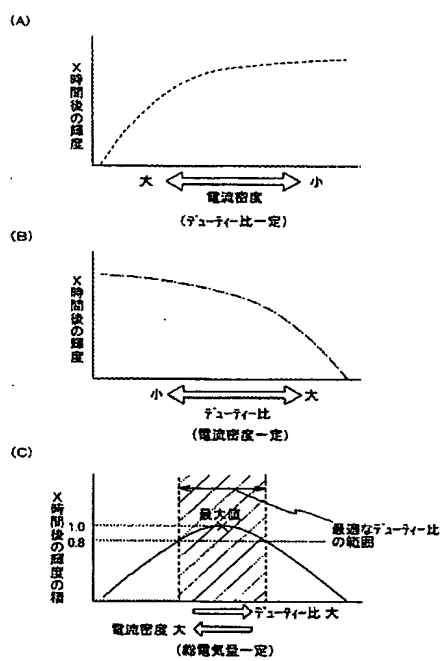 (A)
X時間後の輝度
大 小
電流密度
(デューティー比一定)
(B)
X時間後の輝度
小 大
デューティー比
(電流密度一定)
(C)
X時間後の輝度の積
1.0
0.8
最大値
最適なデューティー比
の範囲
デューティー比 大
電流密度 大
(総電気量一定)